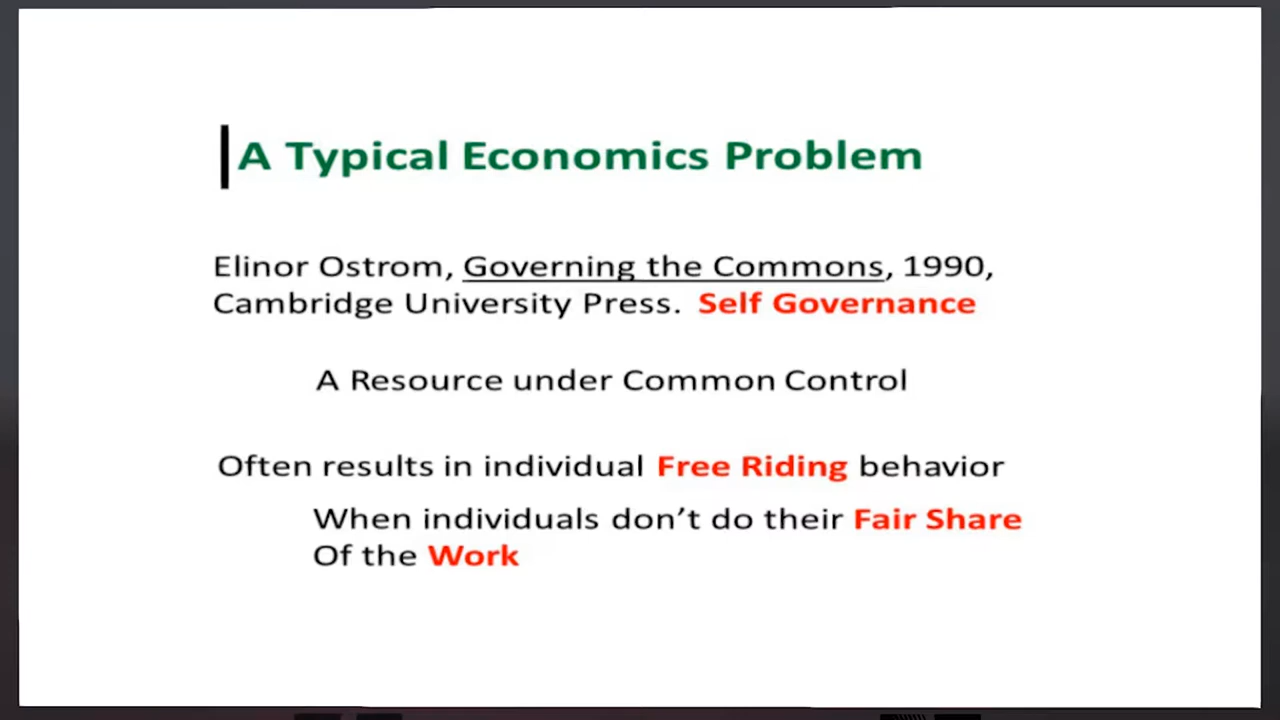 A Typical Economics Problem
Elinor Ostrom, Governing the Commons, 1990,
Cambridge University Press. Self Governance
A Resource under Common Control
Often results in individual Free Riding behavior
When individuals don’t do their Fair Share
Of the Work